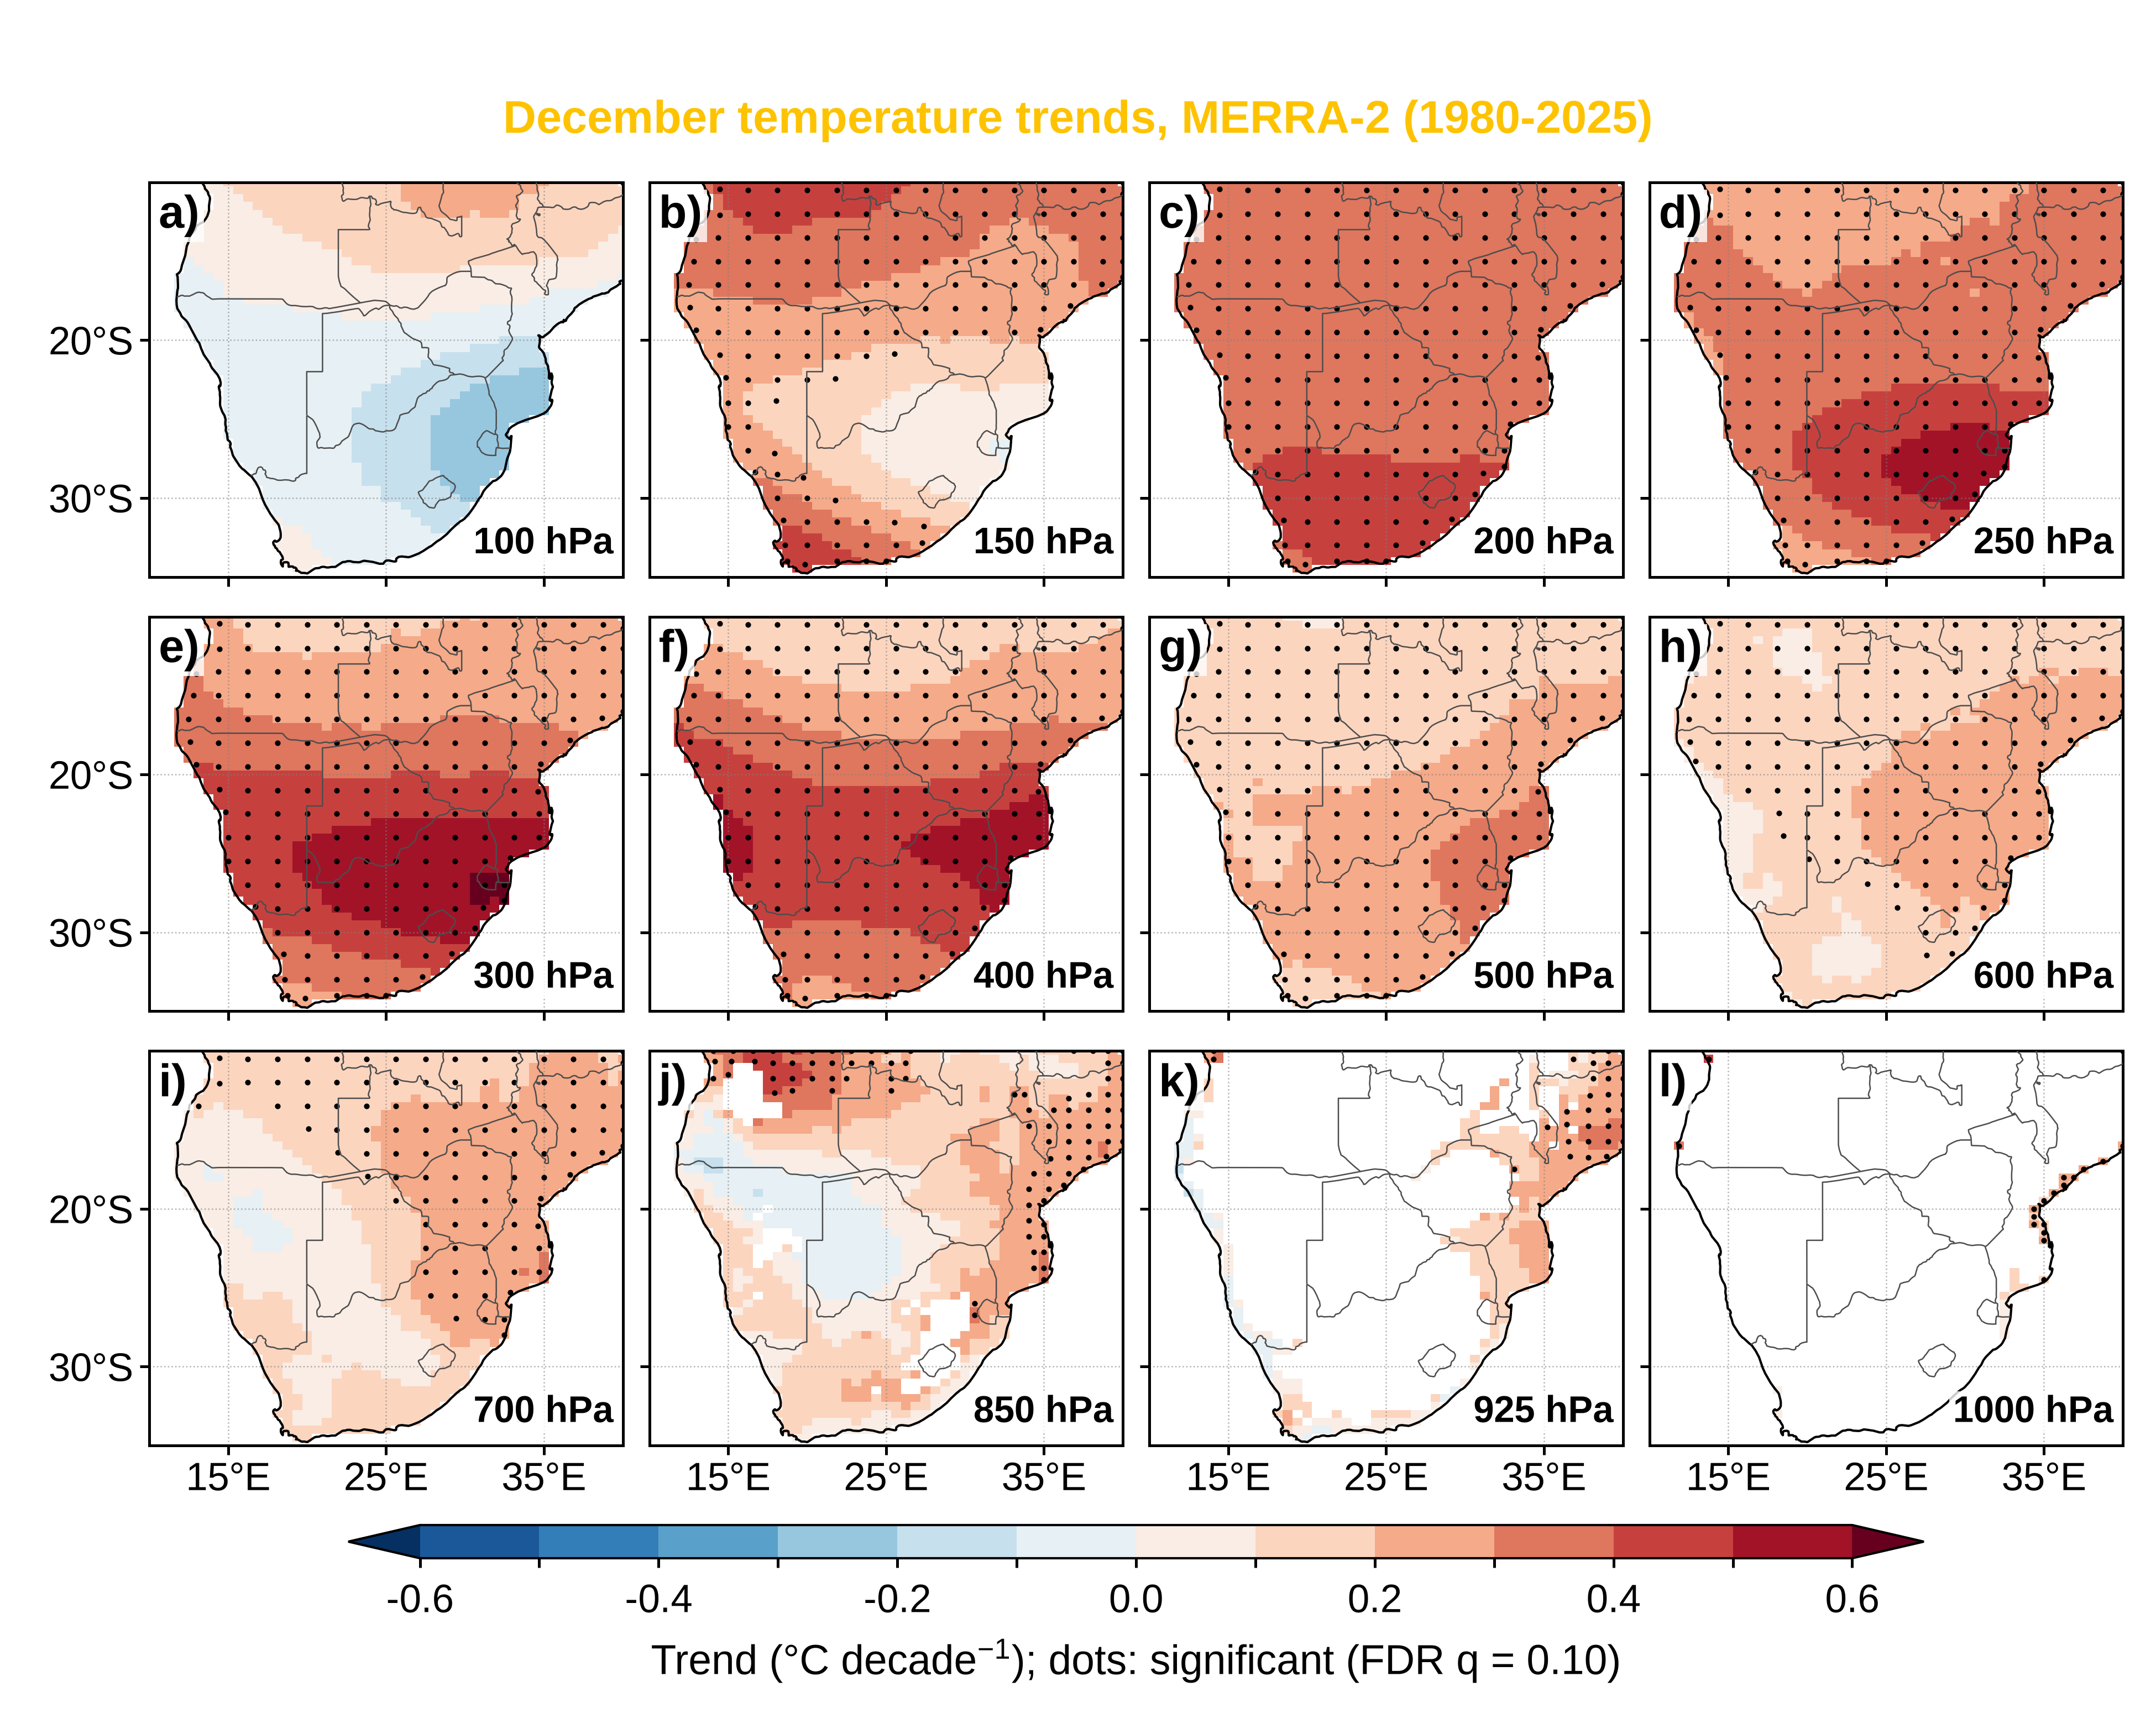 December temperature trends, MERRA-2 (1980-2025)
a) b) c) d)
20°S
30°S
100 hPa 150 hPa 200 hPa 250 hPa
e) f) g) h)
20°S
30°S
300 hPa 400 hPa 500 hPa 600 hPa
i) j) k) l)
20°S
30°S
700 hPa 850 hPa 925 hPa 1000 hPa
15°E 25°E 35°E 15°E 25°E 35°E 15°E 25°E 35°E 15°E 25°E 35°E
-0.6 -0.4 -0.2 0.0 0.2 0.4 0.6
Trend (°C decade⁻¹); dots: significant (FDR q = 0.10)